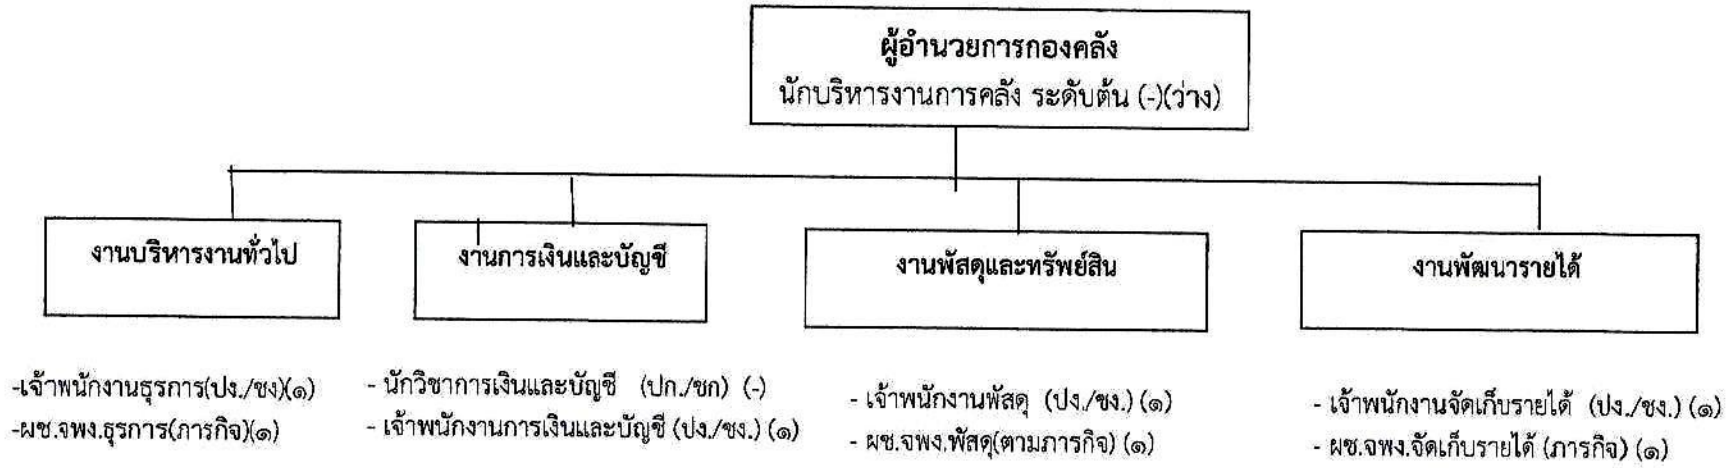 ผู้อำนวยการกองคลัง
นักบริหารงานการคลัง ระดับต้น (-)(ว่าง)
งานบริหารงานทั่วไป
-เจ้าพนักงานธุรการ(ปง./ชง)(๑)
-ผช.จพง.ธุรการ(ภารกิจ)(๑)
งานการเงินและบัญชี
- นักวิชาการเงินและบัญชี (ปก./ชก) (-)
- เจ้าพนักงานการเงินและบัญชี (ปง./ชง.) (๑)
งานพัสดุและทรัพย์สิน
- เจ้าพนักงานพัสดุ (ปง./ชง.) (๑)
- ผช.จพง.พัสดุ(ตามภารกิจ) (๑)
งานพัฒนารายได้
- เจ้าพนักงานจัดเก็บรายได้ (ปง./ชง.) (๑)
- ผช.จพง.จัดเก็บรายได้ (ภารกิจ) (๑)